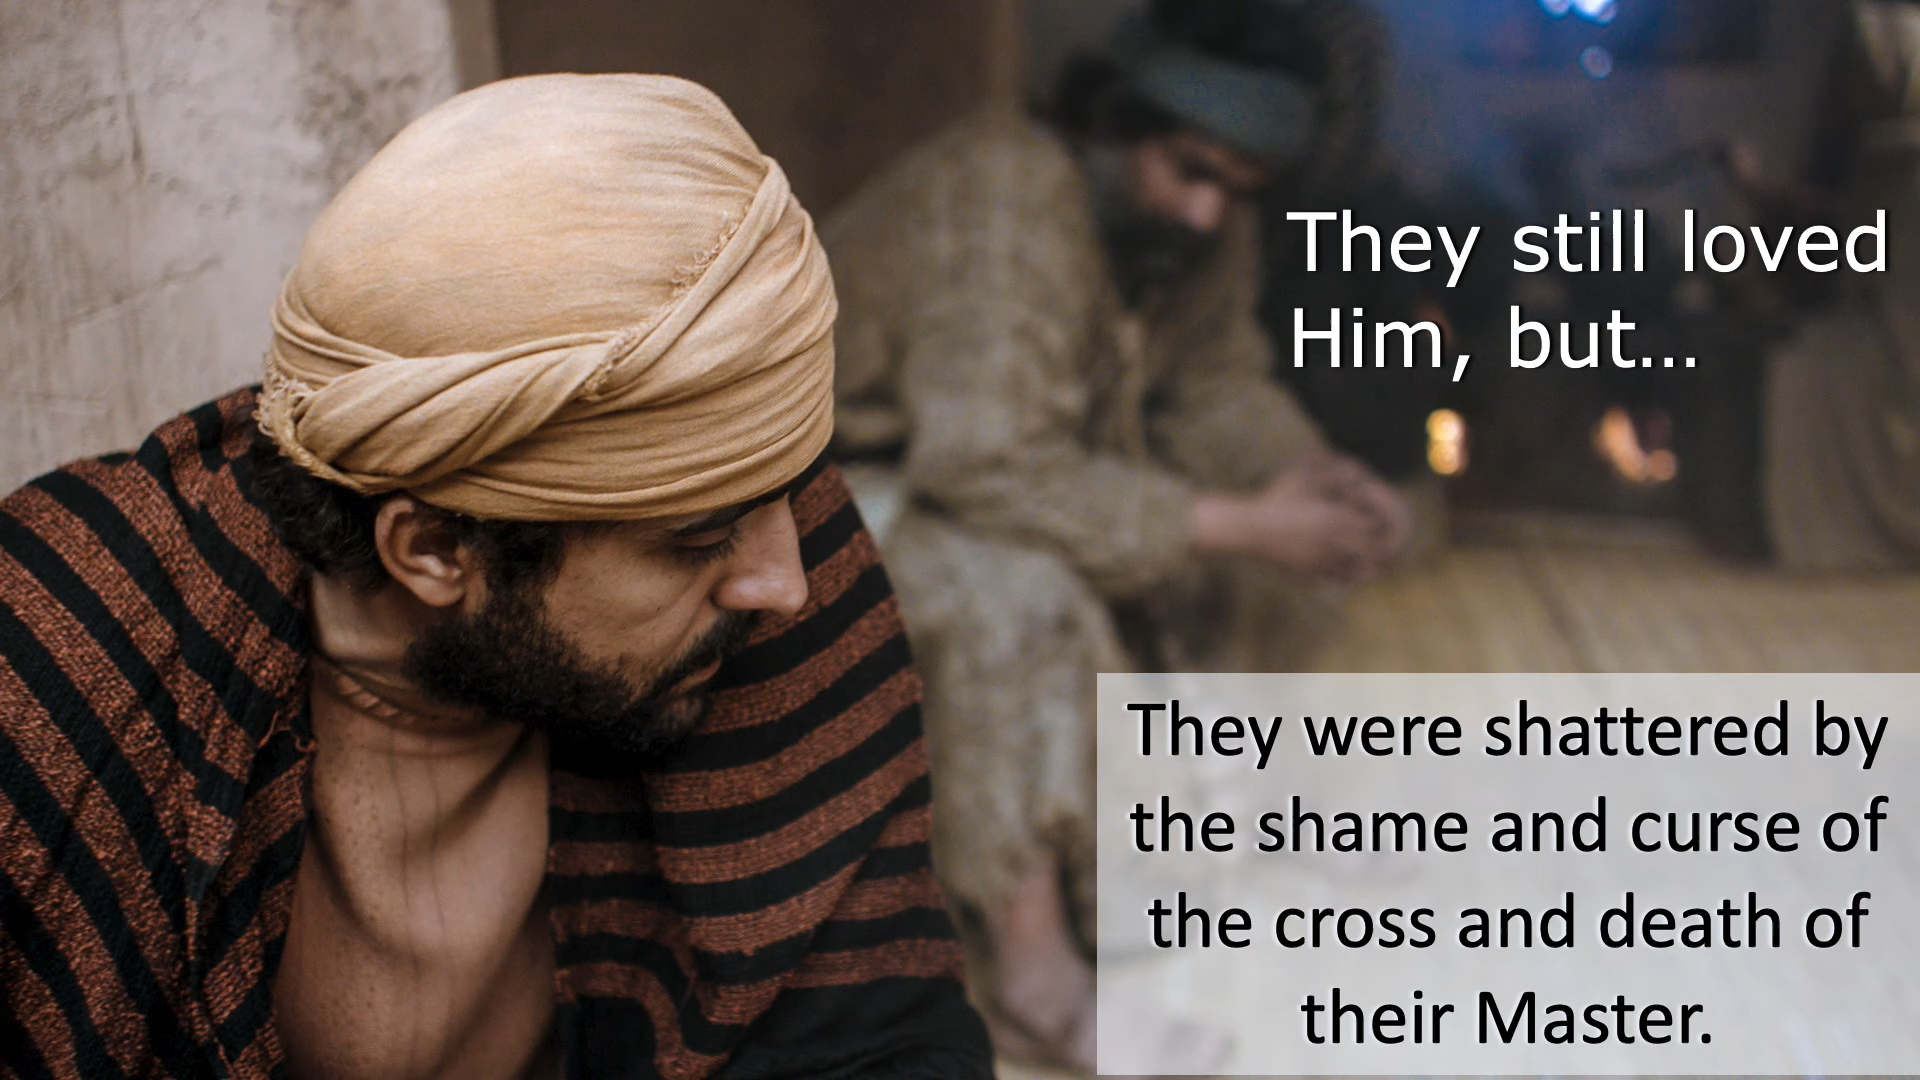 They still loved
Him, but…
They were shattered by
the shame and curse of
the cross and death of
their Master.